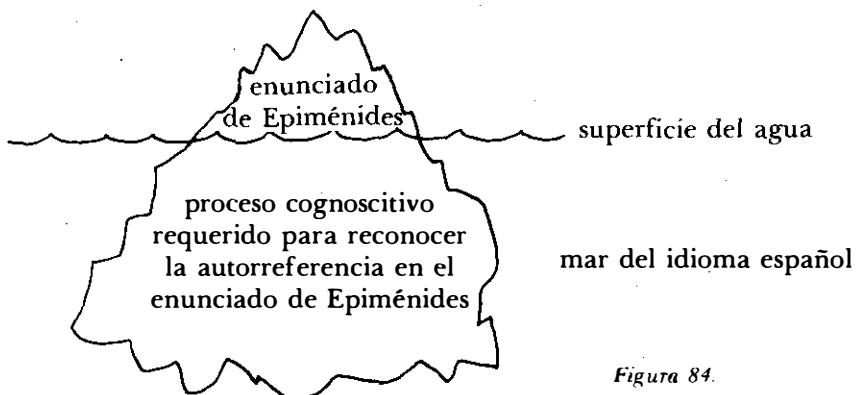 enunciado
de Epiménides
superficie del agua
proceso cognoscitivo
requerido para reconocer
la autorreferencia en el
enunciado de Epiménides
mar del idioma español
Figura 84.